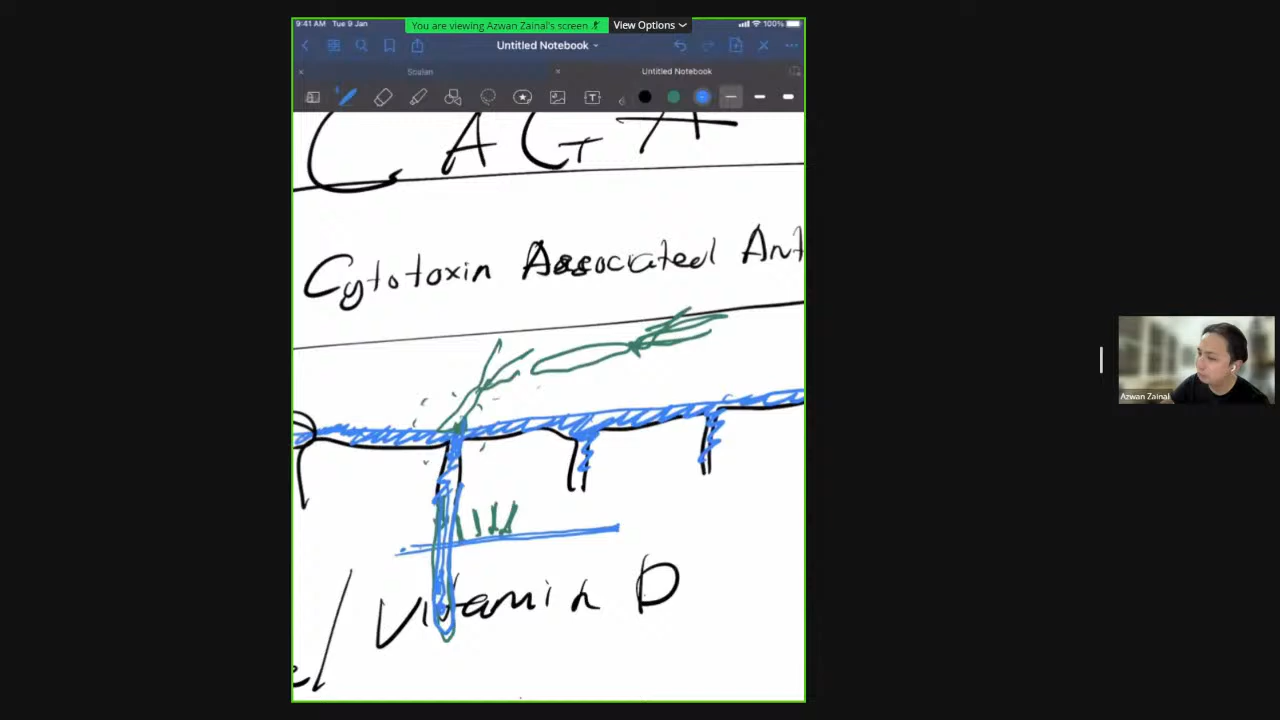 9:41 AM Tue 9 Jan
You are viewing Azwan Zainal's screen
View Options
100%
Untitled Notebook
Untitled Notebook
CAGA
Cytotoxin Associated Ant
Azwan Zainal
/ Vitamin D